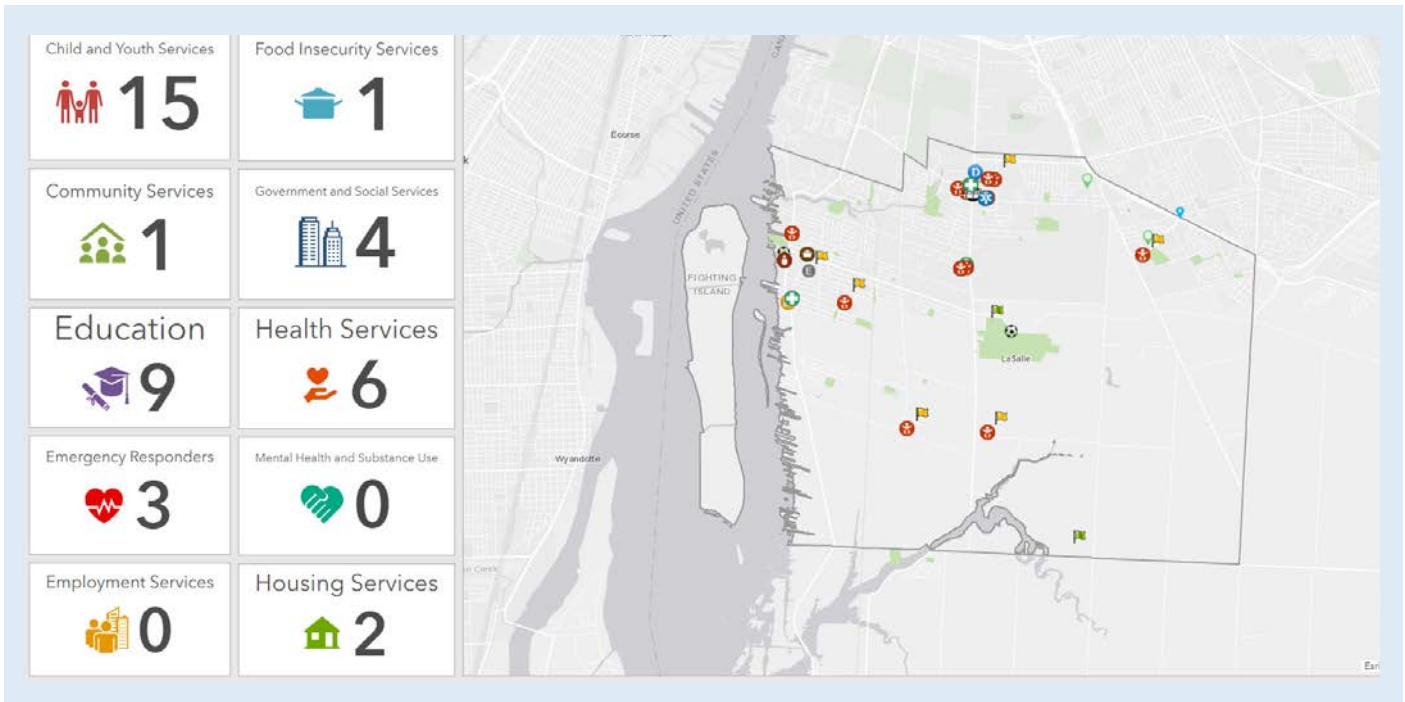 Child and Youth Services
15
Food Insecurity Services
1
Community Services
1
Government and Social Services
4
Education
9
Health Services
6
Emergency Responders
3
Mental Health and Substance Use
0
Employment Services
0
Housing Services
2
Ecorse
UNITED STATES
FIGHTING
ISLAND
Wyandotte
LaSalle
D
E